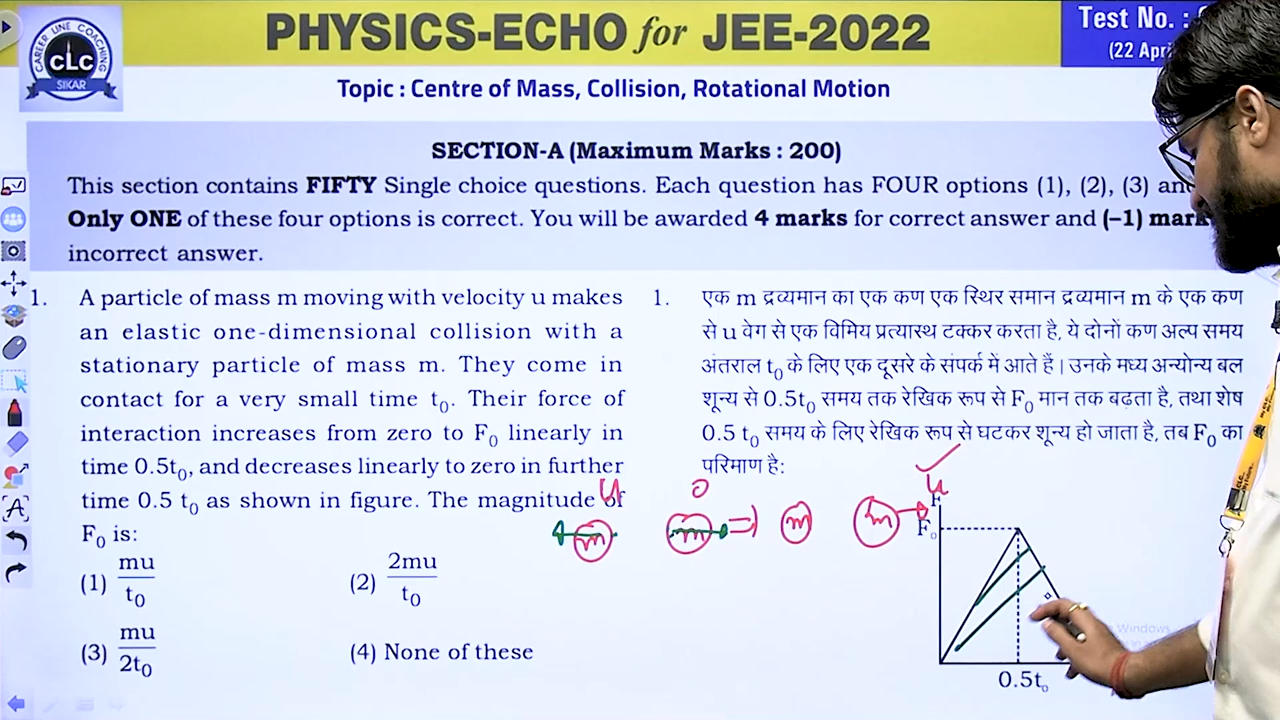 PHYSICS-ECHO for JEE-2022
Test No. :
(22 Apri
CAREER LINE COACHING
CLC
SIKAR
Topic : Centre of Mass, Collision, Rotational Motion
SECTION-A (Maximum Marks : 200)
This section contains FIFTY Single choice questions. Each question has FOUR options (1), (2), (3) an
Only ONE of these four options is correct. You will be awarded 4 marks for correct answer and (–1) mark
incorrect answer.
1. A particle of mass m moving with velocity u makes
an elastic one-dimensional collision with a
stationary particle of mass m. They come in
contact for a very small time t₀. Their force of
interaction increases from zero to F₀ linearly in
time 0.5t₀, and decreases linearly to zero in further
time 0.5 t₀ as shown in figure. The magnitude of
F₀ is:
(1) mu/t₀ (2) 2mu/t₀
(3) mu/2t₀ (4) None of these
1. एक m द्रव्यमान का एक कण एक स्थिर समान द्रव्यमान m के एक कण
से u वेग से एक विमिय प्रत्यास्थ टक्कर करता है, ये दोनों कण अल्प समय
अंतराल t₀ के लिए एक दूसरे के संपर्क में आते हैं। उनके मध्य अन्योन्य बल
शून्य से 0.5t₀ समय तक रेखिक रूप से F₀ मान तक बढ़ता है, तथा शेष
0.5 t₀ समय के लिए रेखिक रूप से घटकर शून्य हो जाता है, तब F₀ का
परिमाण है:
u 0 u
m m m m
F
F₀
0.5t₀
Windows